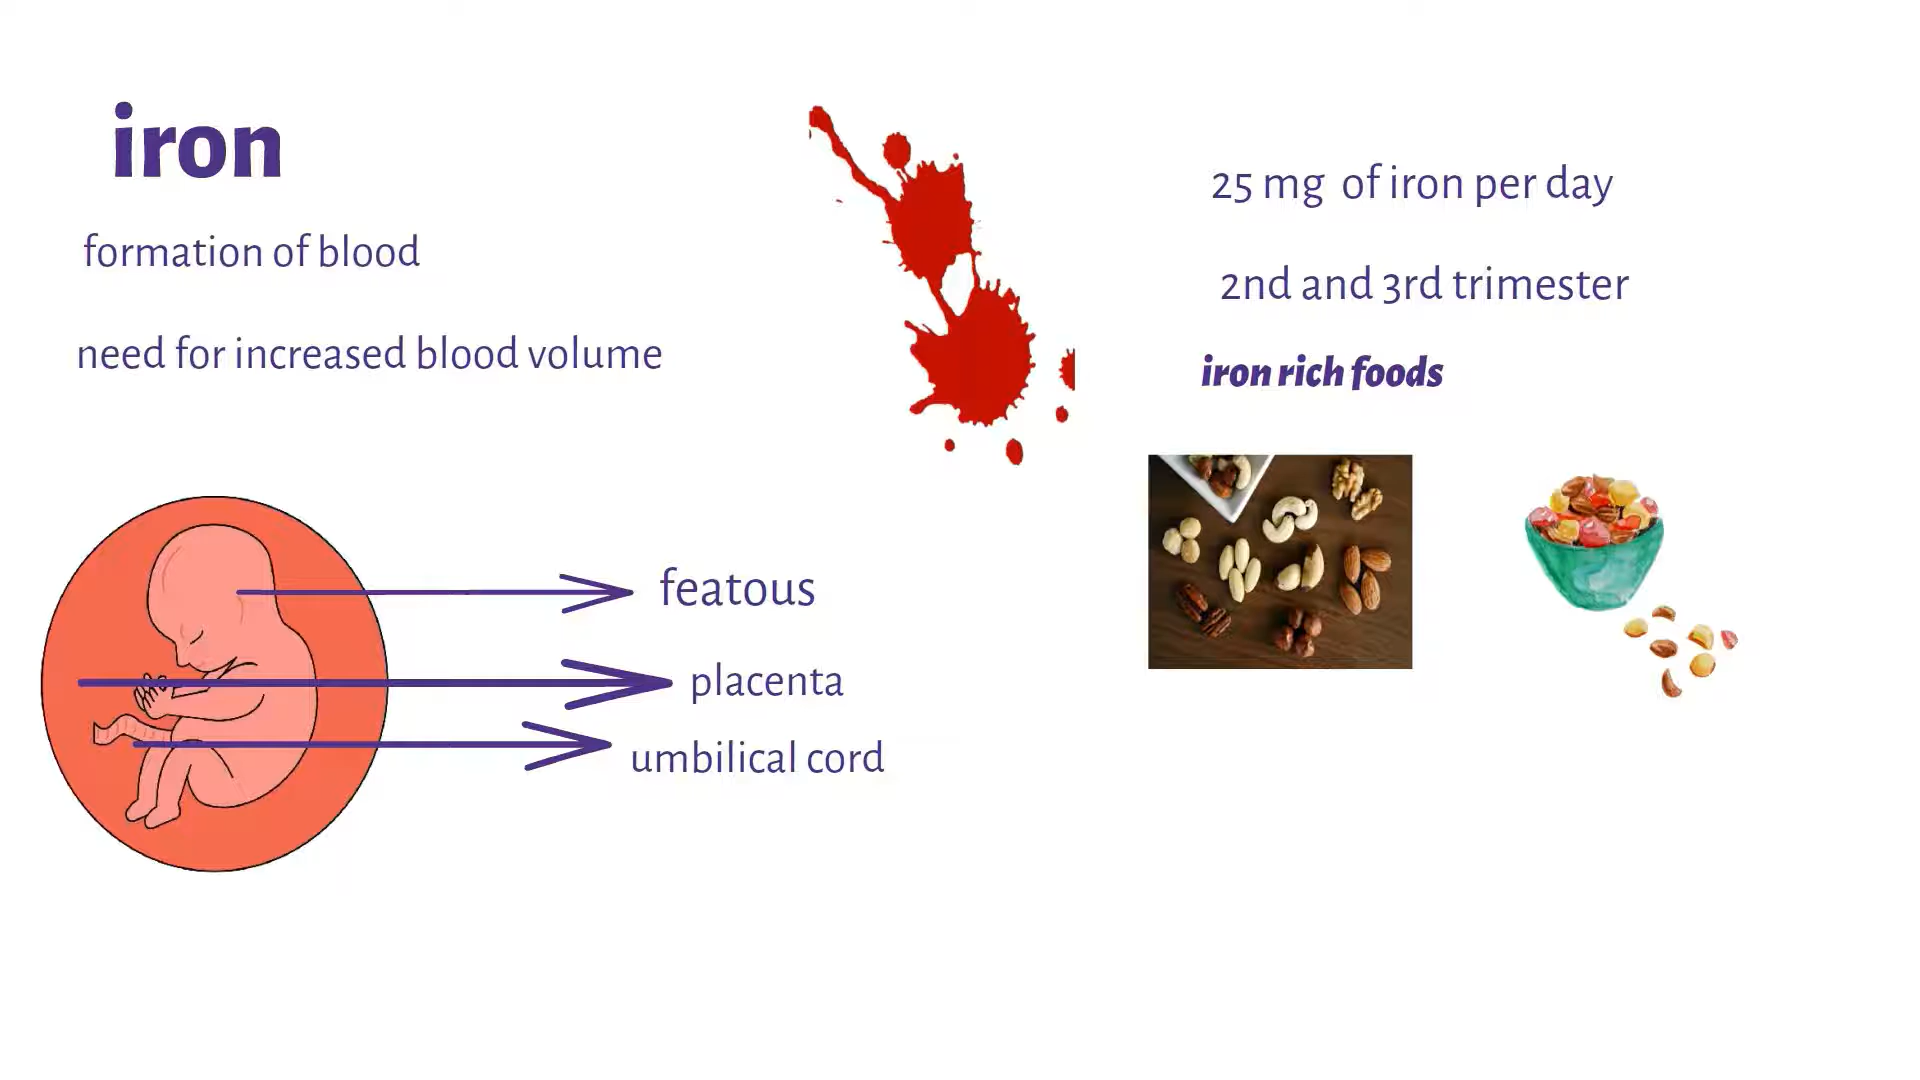 iron
formation of blood
need for increased blood volume
featous
placenta
umbilical cord
25 mg of iron per day
2nd and 3rd trimester
iron rich foods